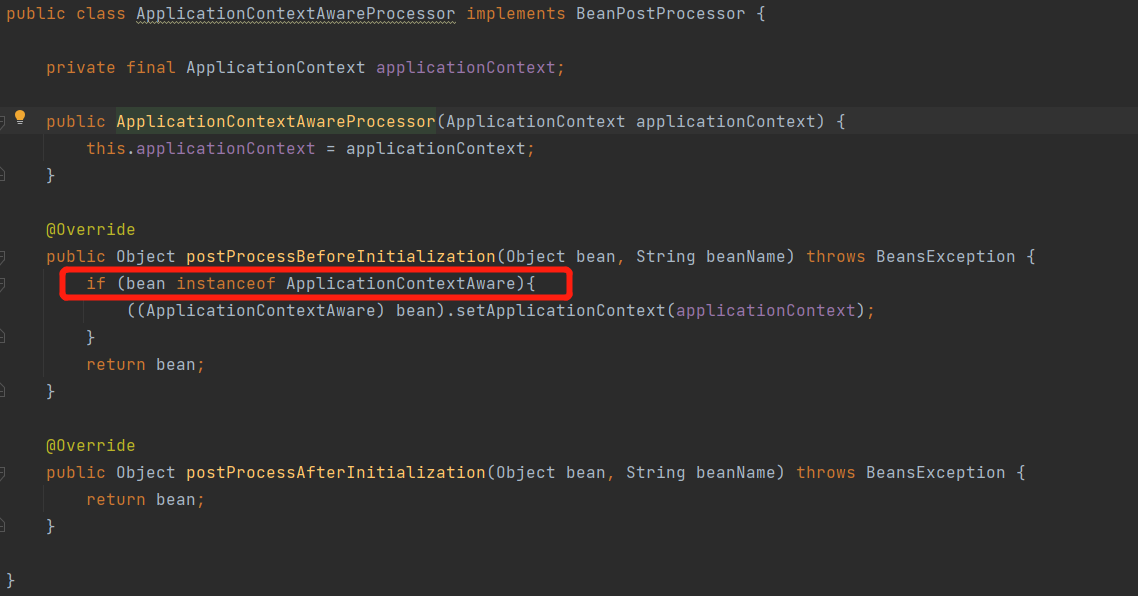 public class ApplicationContextAwareProcessor implements BeanPostProcessor {
private final ApplicationContext applicationContext;
public ApplicationContextAwareProcessor(ApplicationContext applicationContext) {
this.applicationContext = applicationContext;
}
@Override
public Object postProcessBeforeInitialization(Object bean, String beanName) throws BeansException {
if (bean instanceof ApplicationContextAware){
((ApplicationContextAware) bean).setApplicationContext(applicationContext);
}
return bean;
}
@Override
public Object postProcessAfterInitialization(Object bean, String beanName) throws BeansException {
return bean;
}
}